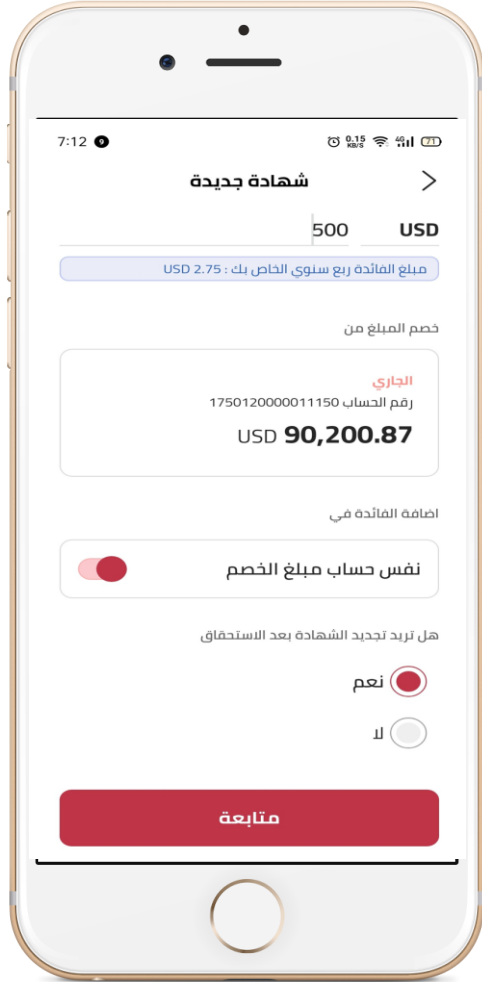 7:12 9 0.15 KB/S 4G 71
شهادة جديدة
USD 500
مبلغ الفائدة ربع سنوي الخاص بك : 2.75 USD
خصم المبلغ من
الجاري
رقم الحساب 1750120000011150
USD 90,200.87
اضافة الفائدة في
نفس حساب مبلغ الخصم
هل تريد تجديد الشهادة بعد الاستحقاق
نعم
لا
متابعة